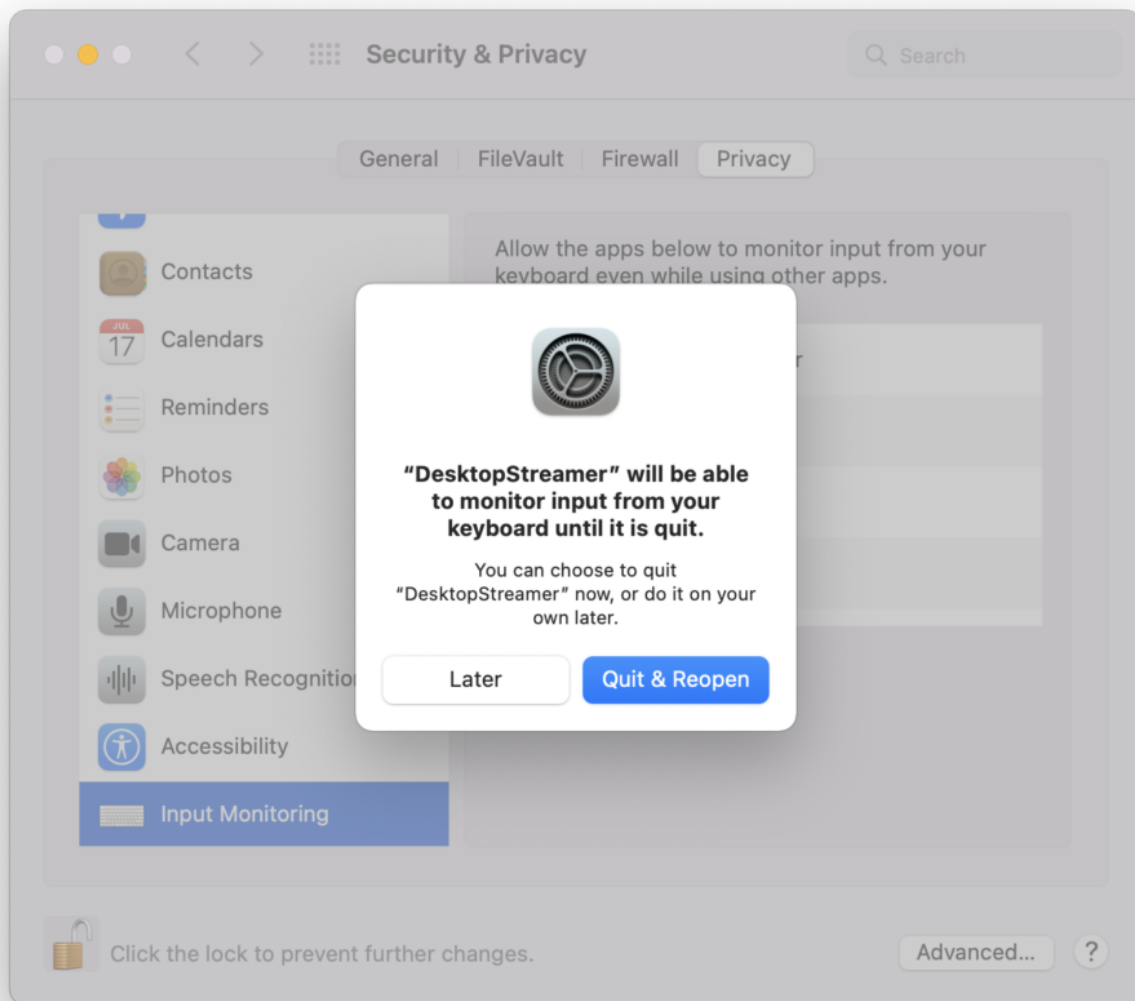 Security & Privacy
Search
General
FileVault
Firewall
Privacy
Contacts
JUL
17
Calendars
Reminders
Photos
Camera
Microphone
Speech Recognition
Accessibility
Input Monitoring
Allow the apps below to monitor input from your
keyboard even while using other apps.
“DesktopStreamer” will be able
to monitor input from your
keyboard until it is quit.
You can choose to quit
“DesktopStreamer” now, or do it on your
own later.
Later
Quit & Reopen
Click the lock to prevent further changes.
Advanced...
?